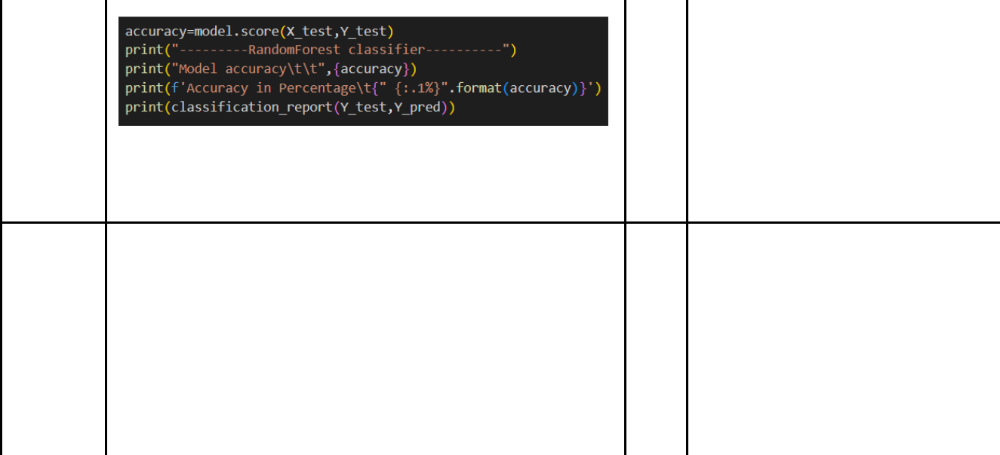 accuracy=model.score(X_test,Y_test)
print("---------RandomForest classifier----------")
print("Model accuracy\t\t",{accuracy})
print(f'Accuracy in Percentage\t{" {:.1%}".format(accuracy)}')
print(classification_report(Y_test,Y_pred))